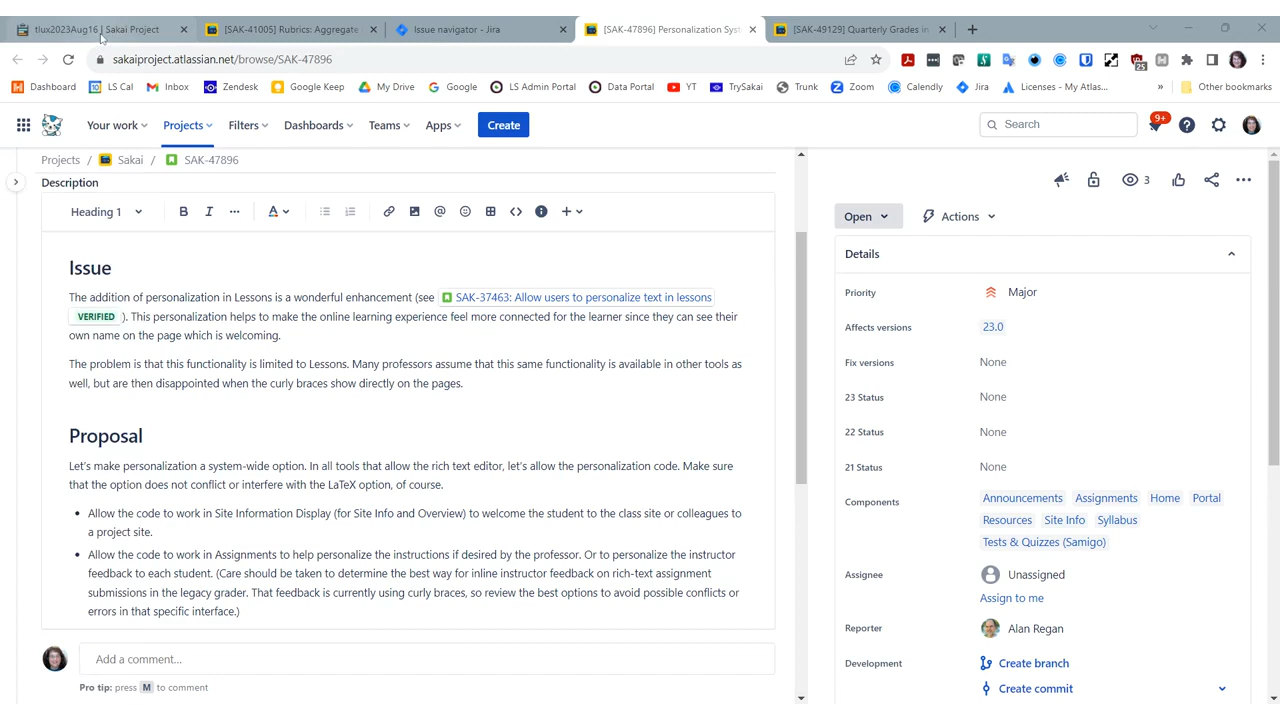 tlux2023Aug16 | Sakai Project
[SAK-41005] Rubrics: Aggregate
Issue navigator - Jira
[SAK-47896] Personalization Syst
[SAK-49129] Quarterly Grades in
sakaiproject.atlassian.net/browse/SAK-47896
25
Dashboard
LS Cal
Inbox
Zendesk
Google Keep
My Drive
Google
LS Admin Portal
Data Portal
YT
TrySakai
Trunk
Zoom
Calendly
Jira
Licenses - My Atlas...
»
Other bookmarks
Your work
Projects
Filters
Dashboards
Teams
Apps
Create
Search
9+
Projects / Sakai / SAK-47896
Description
Heading 1
B I ... A
Issue
The addition of personalization in Lessons is a wonderful enhancement (see SAK-37463: Allow users to personalize text in lessons
VERIFIED ). This personalization helps to make the online learning experience feel more connected for the learner since they can see their
own name on the page which is welcoming.
The problem is that this functionality is limited to Lessons. Many professors assume that this same functionality is available in other tools as
well, but are then disappointed when the curly braces show directly on the pages.
Proposal
Let's make personalization a system-wide option. In all tools that allow the rich text editor, let's allow the personalization code. Make sure
that the option does not conflict or interfere with the LaTeX option, of course.
• Allow the code to work in Site Information Display (for Site Info and Overview) to welcome the student to the class site or colleagues to
a project site.
• Allow the code to work in Assignments to help personalize the instructions if desired by the professor. Or to personalize the instructor
feedback to each student. (Care should be taken to determine the best way for inline instructor feedback on rich-text assignment
submissions in the legacy grader. That feedback is currently using curly braces, so review the best options to avoid possible conflicts or
errors in that specific interface.)
Add a comment...
Pro tip: press M to comment
3
Open
Actions
Details
Priority
Major
Affects versions
23.0
Fix versions
None
23 Status
None
22 Status
None
21 Status
None
Components
Announcements Assignments Home Portal
Resources Site Info Syllabus
Tests & Quizzes (Samigo)
Assignee
Unassigned
Assign to me
Reporter
Alan Regan
Development
Create branch
Create commit